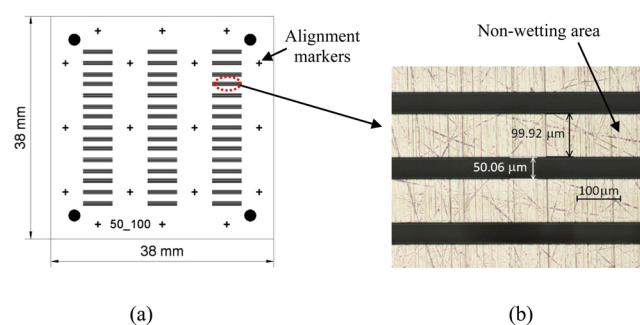 38 mm
Alignment
markers
50_100
38 mm
(a)
Non-wetting area
99.92 µm
50.06 µm
100µm
(b)